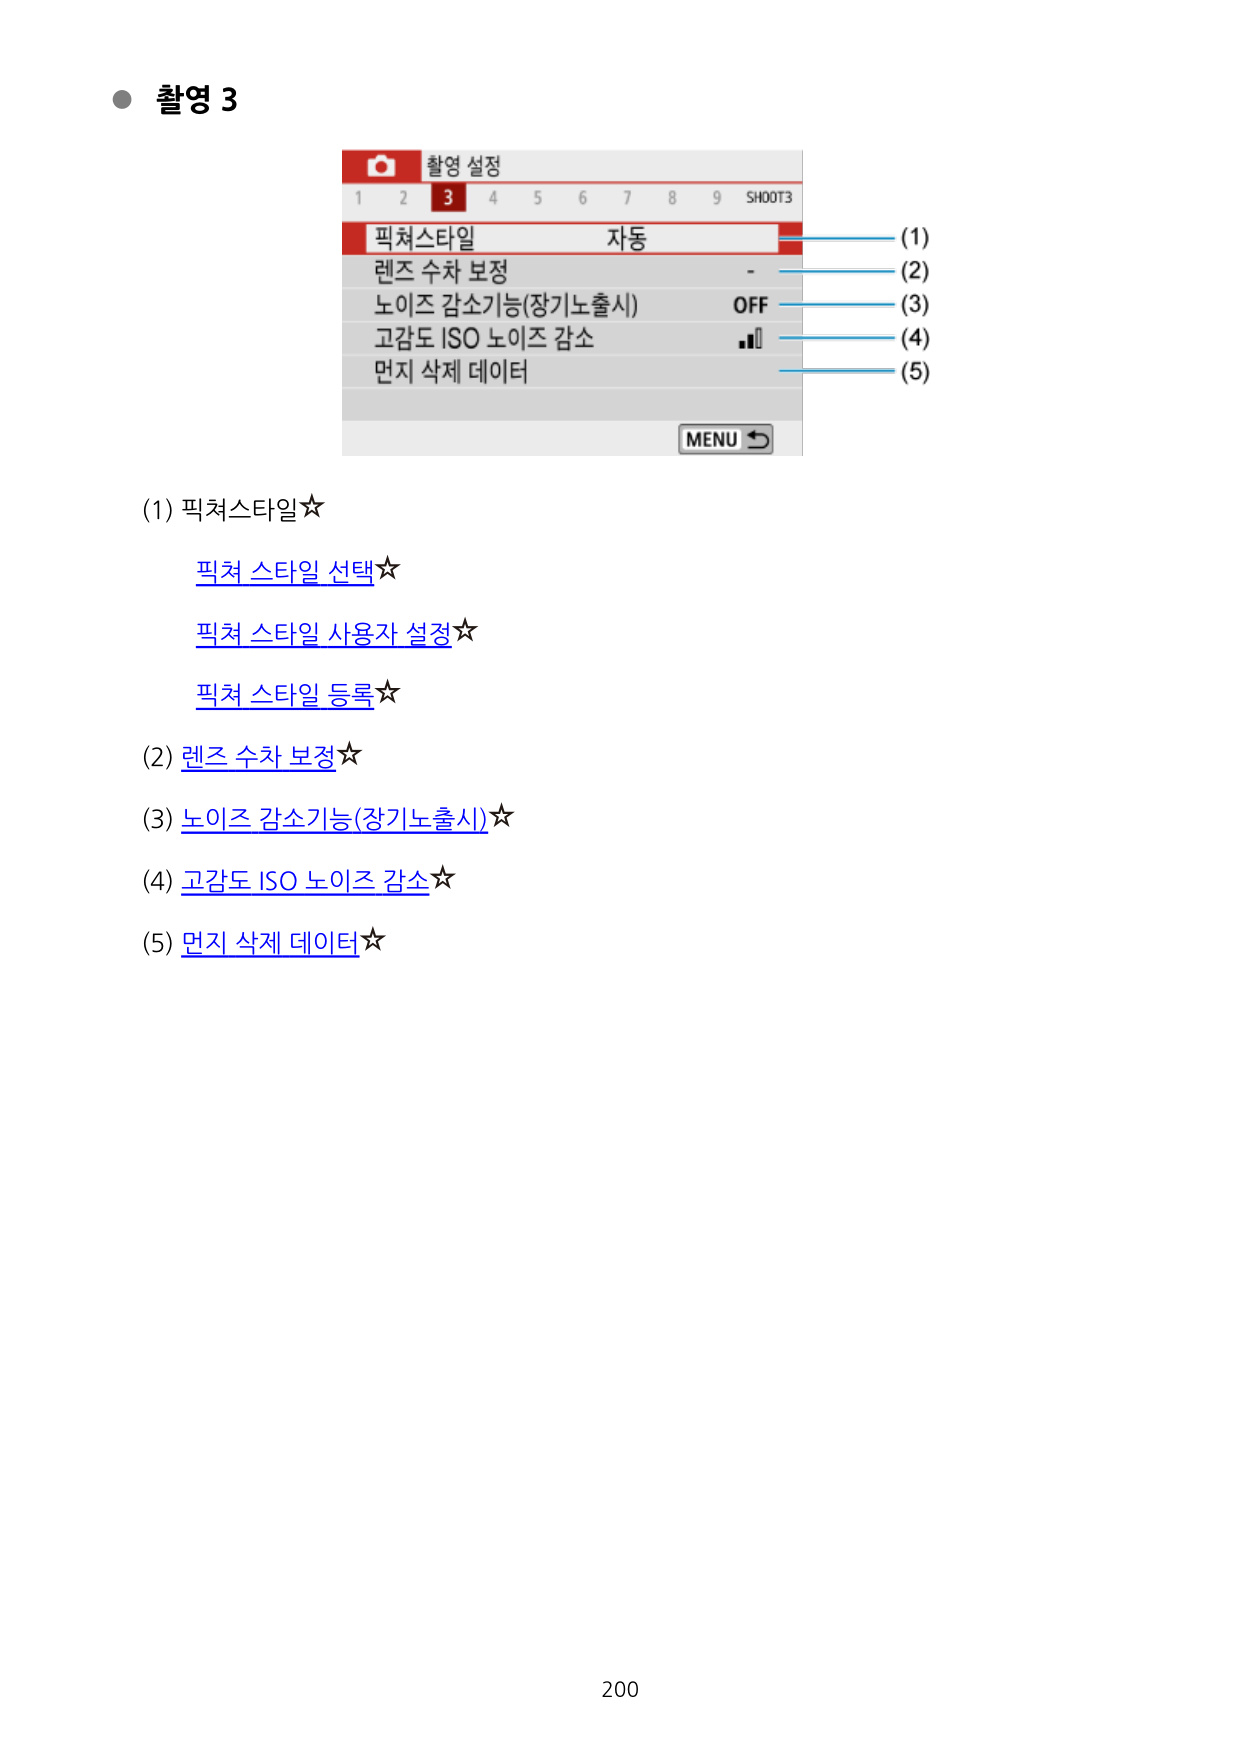 ● 촬영 3
촬영 설정
1 2 3 4 5 6 7 8 9 SHOOT3
픽쳐스타일 자동 (1)
렌즈 수차 보정 - (2)
노이즈 감소기능(장기노출시) OFF (3)
고감도 ISO 노이즈 감소 (4)
먼지 삭제 데이터 (5)
MENU
(1) 픽쳐스타일☆
픽쳐 스타일 선택☆
픽쳐 스타일 사용자 설정☆
픽쳐 스타일 등록☆
(2) 렌즈 수차 보정☆
(3) 노이즈 감소기능(장기노출시)☆
(4) 고감도 ISO 노이즈 감소☆
(5) 먼지 삭제 데이터☆
200